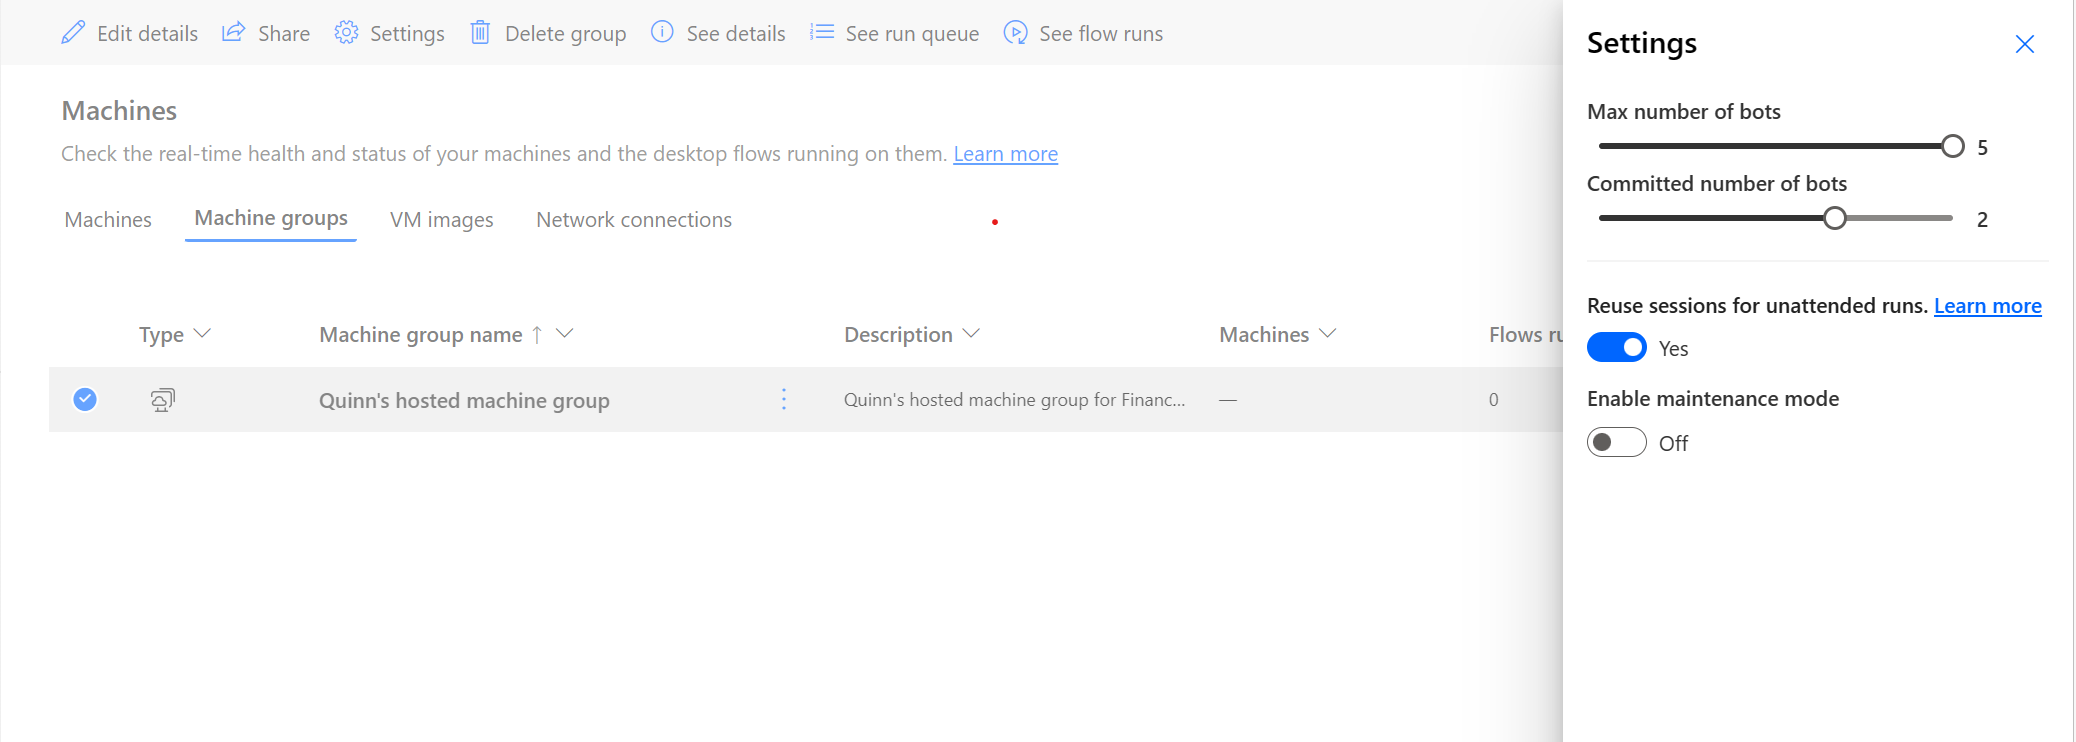 Edit details Share Settings Delete group See details See run queue See flow runs
Machines
Check the real-time health and status of your machines and the desktop flows running on them. Learn more
Machines Machine groups VM images Network connections
Type Machine group name ↑ Description Machines Flows ru
Quinn's hosted machine group Quinn's hosted machine group for Financ... — 0
Settings
Max number of bots
5
Committed number of bots
2
Reuse sessions for unattended runs. Learn more
Yes
Enable maintenance mode
Off